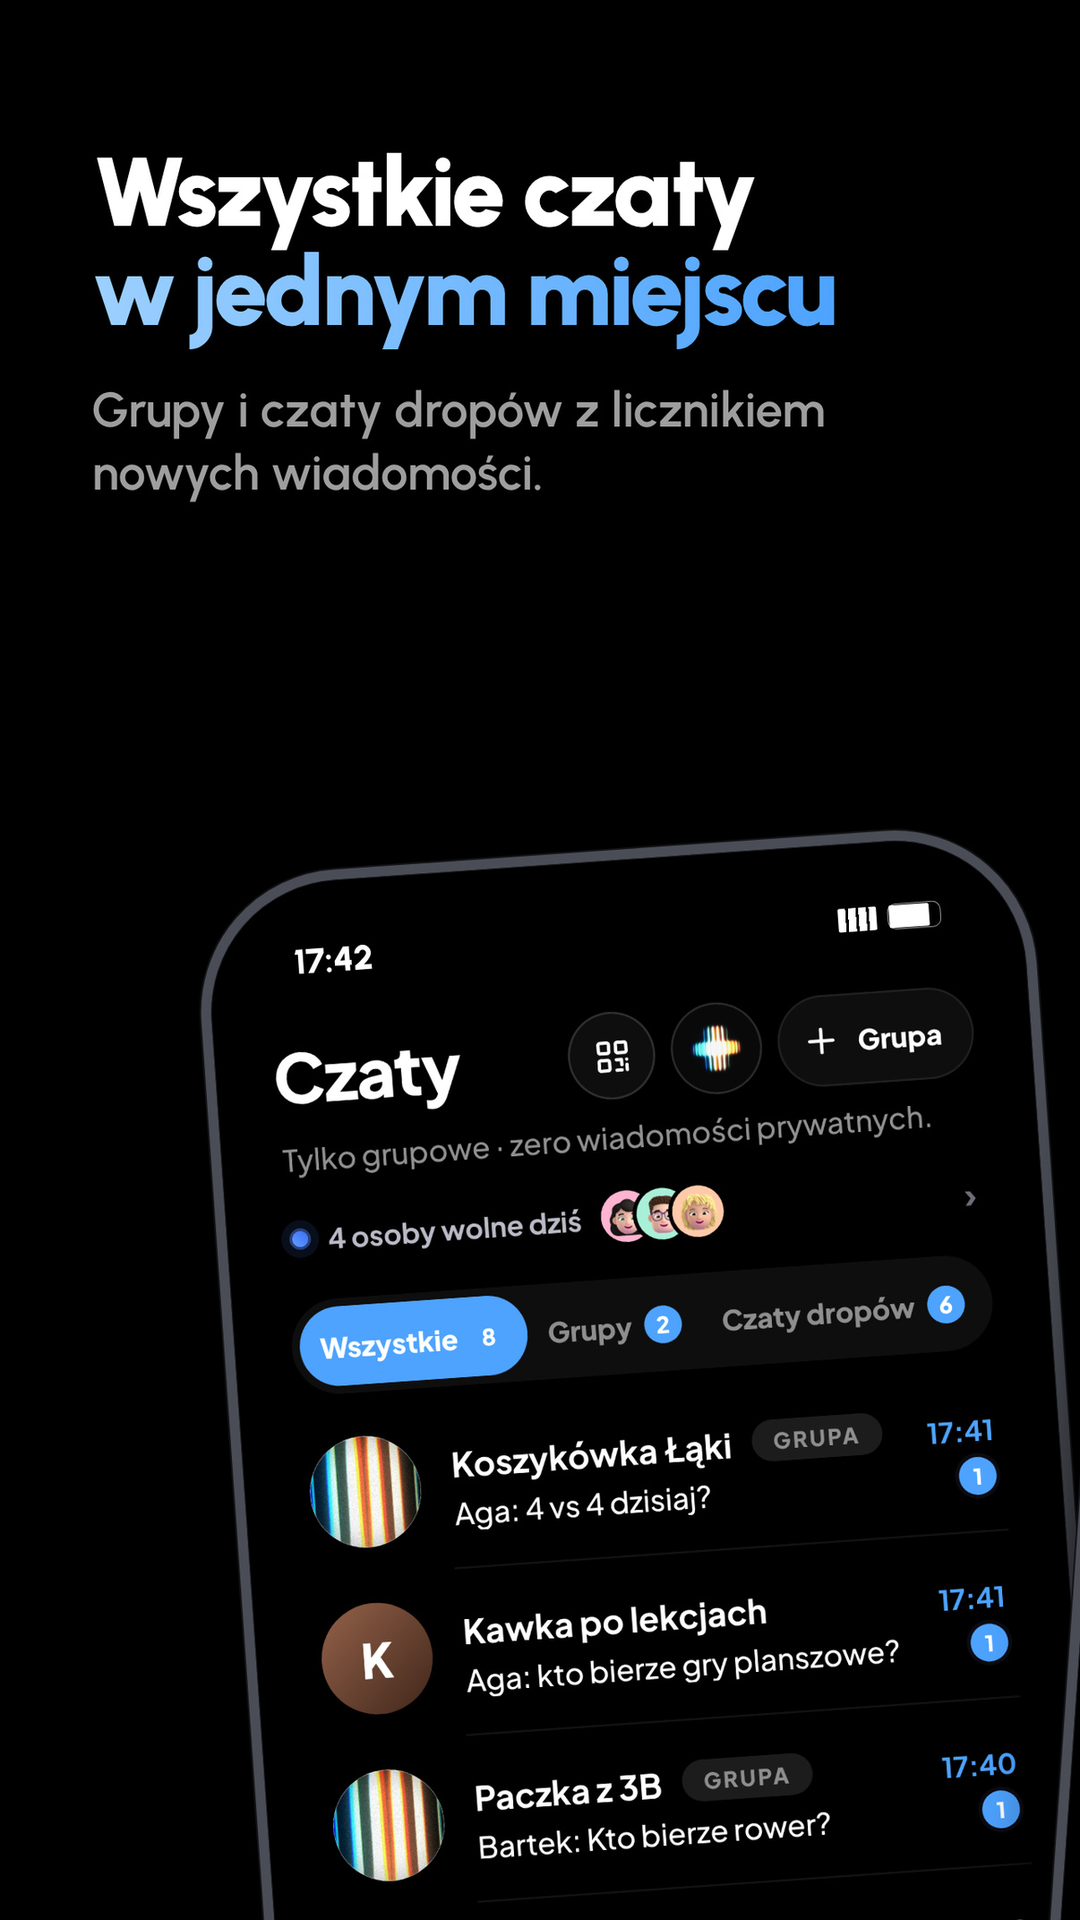 Wszystkie czaty
w jednym miejscu
Grupy i czaty dropów z licznikiem
nowych wiadomości.
17:42
Czaty
+ Grupa
Tylko grupowe · zero wiadomości prywatnych.
4 osoby wolne dziś ›
Wszystkie 8 Grupy 2 Czaty dropów 6
Koszykówka Łąki GRUPA 17:41
Aga: 4 vs 4 dzisiaj? 1
K
Kawka po lekcjach 17:41
Aga: kto bierze gry planszowe? 1
Paczka z 3B GRUPA 17:40
Bartek: Kto bierze rower? 1